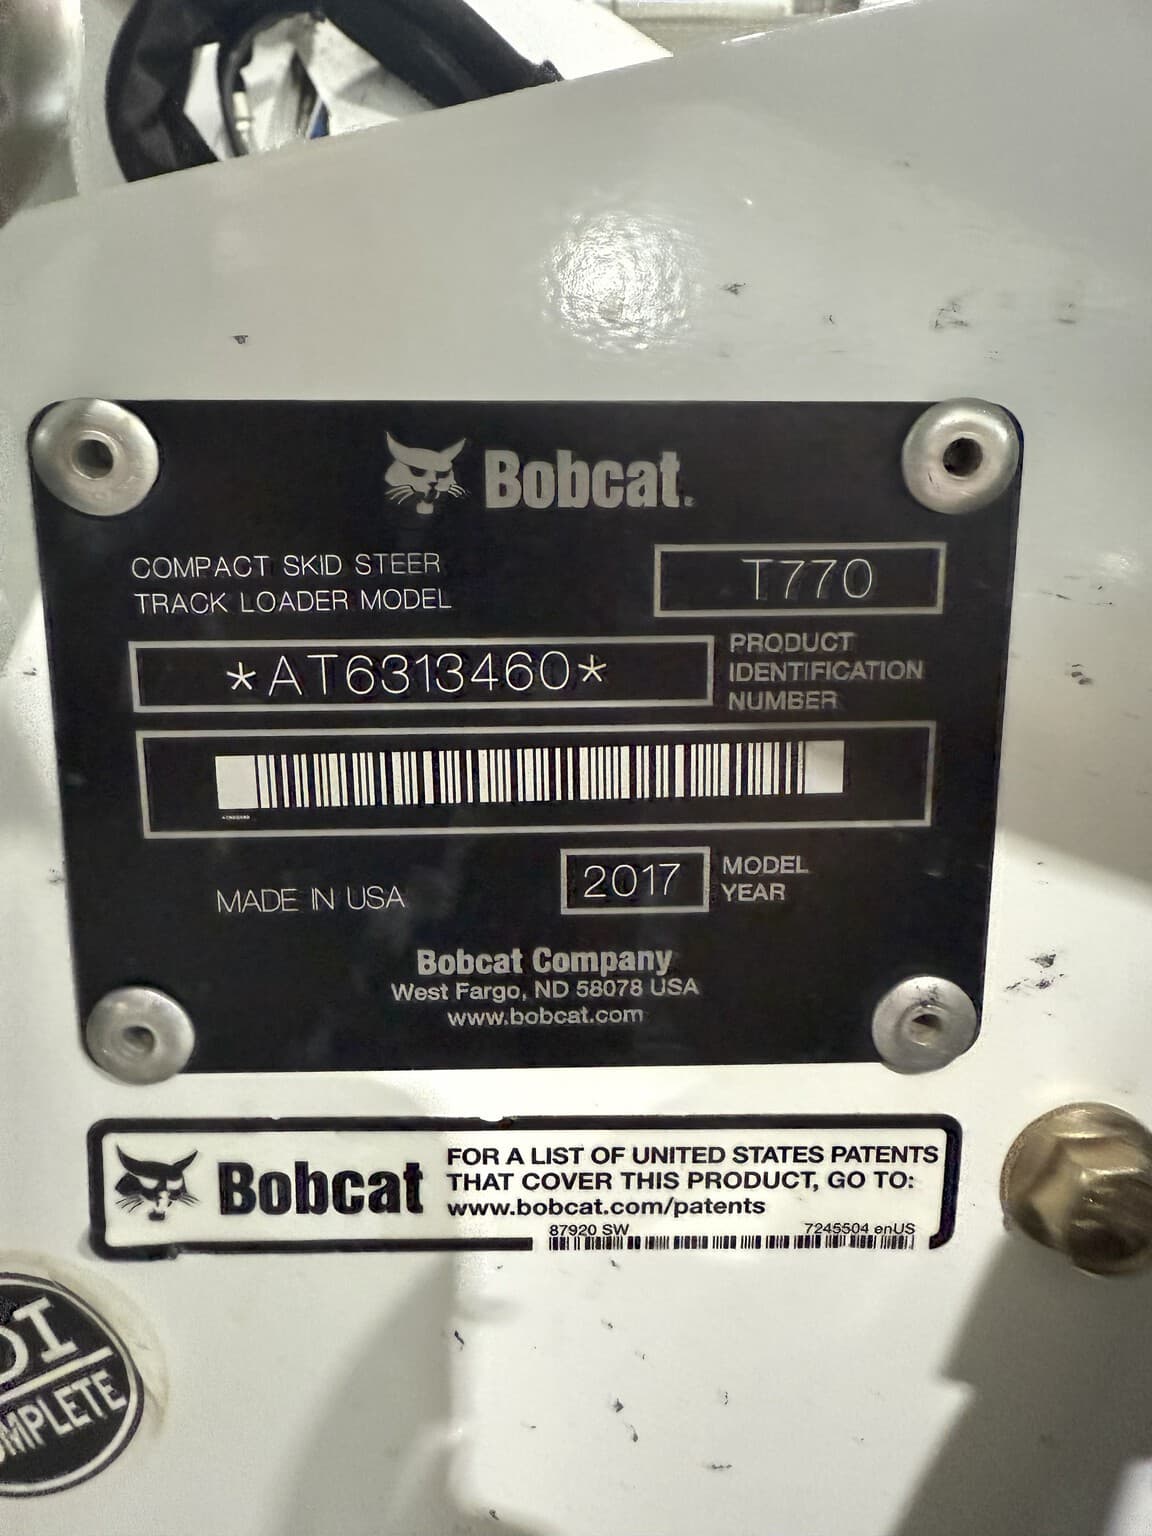 Bobcat.
COMPACT SKID STEER
TRACK LOADER MODEL
T770
*AT6313460*
PRODUCT
IDENTIFICATION
NUMBER
MADE IN USA
2017
MODEL
YEAR
Bobcat Company
West Fargo, ND 58078 USA
www.bobcat.com
Bobcat
FOR A LIST OF UNITED STATES PATENTS
THAT COVER THIS PRODUCT, GO TO:
www.bobcat.com/patents
87920 SW
7245504 enUS
DI
OMPLETE